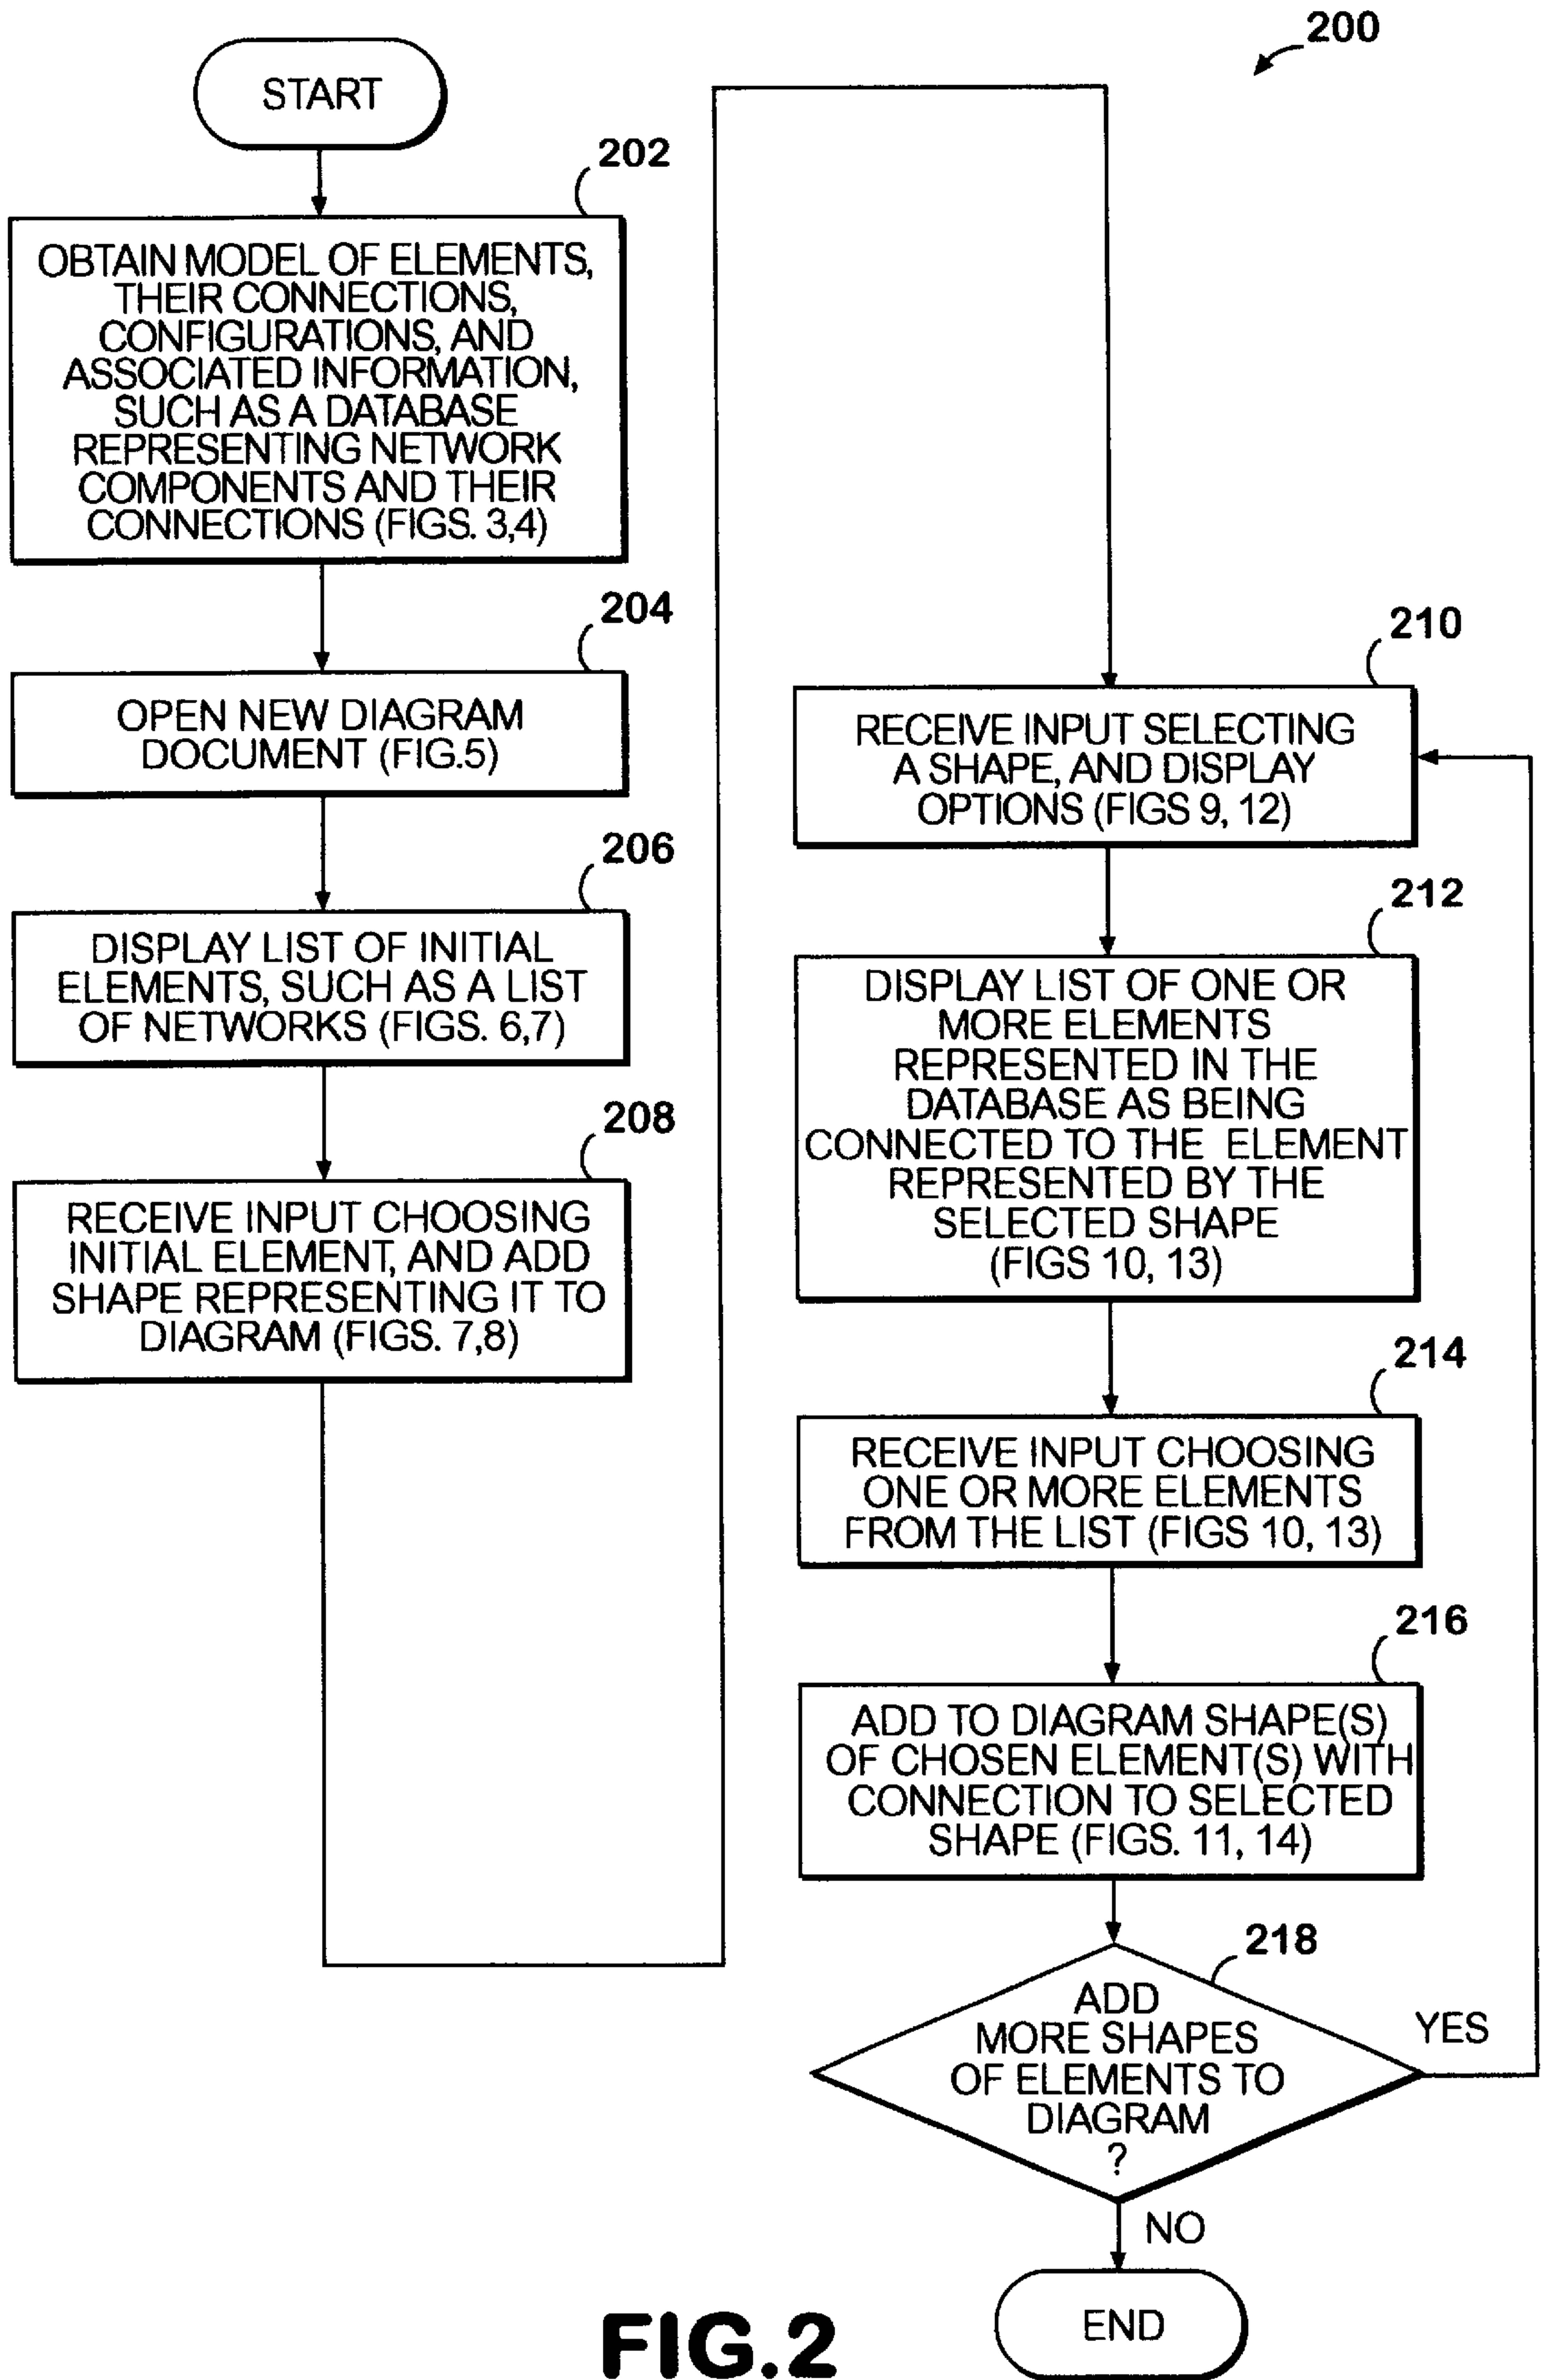 200
START
202
OBTAIN MODEL OF ELEMENTS,
THEIR CONNECTIONS,
CONFIGURATIONS, AND
ASSOCIATED INFORMATION,
SUCH AS A DATABASE
REPRESENTING NETWORK
COMPONENTS AND THEIR
CONNECTIONS (FIGS. 3,4)
204
OPEN NEW DIAGRAM
DOCUMENT (FIG.5)
206
DISPLAY LIST OF INITIAL
ELEMENTS, SUCH AS A LIST
OF NETWORKS (FIGS. 6,7)
208
RECEIVE INPUT CHOOSING
INITIAL ELEMENT, AND ADD
SHAPE REPRESENTING IT TO
DIAGRAM (FIGS. 7,8)
210
RECEIVE INPUT SELECTING
A SHAPE, AND DISPLAY
OPTIONS (FIGS 9, 12)
212
DISPLAY LIST OF ONE OR
MORE ELEMENTS
REPRESENTED IN THE
DATABASE AS BEING
CONNECTED TO THE ELEMENT
REPRESENTED BY THE
SELECTED SHAPE
(FIGS 10, 13)
214
RECEIVE INPUT CHOOSING
ONE OR MORE ELEMENTS
FROM THE LIST (FIGS 10, 13)
216
ADD TO DIAGRAM SHAPE(S)
OF CHOSEN ELEMENT(S) WITH
CONNECTION TO SELECTED
SHAPE (FIGS. 11, 14)
218
ADD
MORE SHAPES
OF ELEMENTS TO
DIAGRAM
?
YES
NO
END
FIG.2